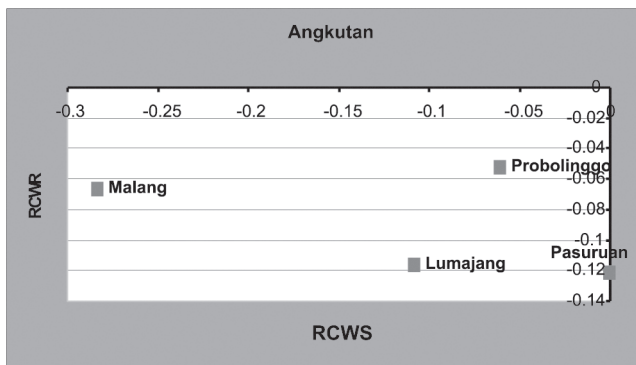 Angkutan
0
-0.3 -0.25 -0.2 -0.15 -0.1 -0.05 0
-0.02
-0.04
Probolinggo
-0.06
Malang
-0.08
RCWR
-0.1
Pasuruan
Lumajang
-0.12
-0.14
RCWS